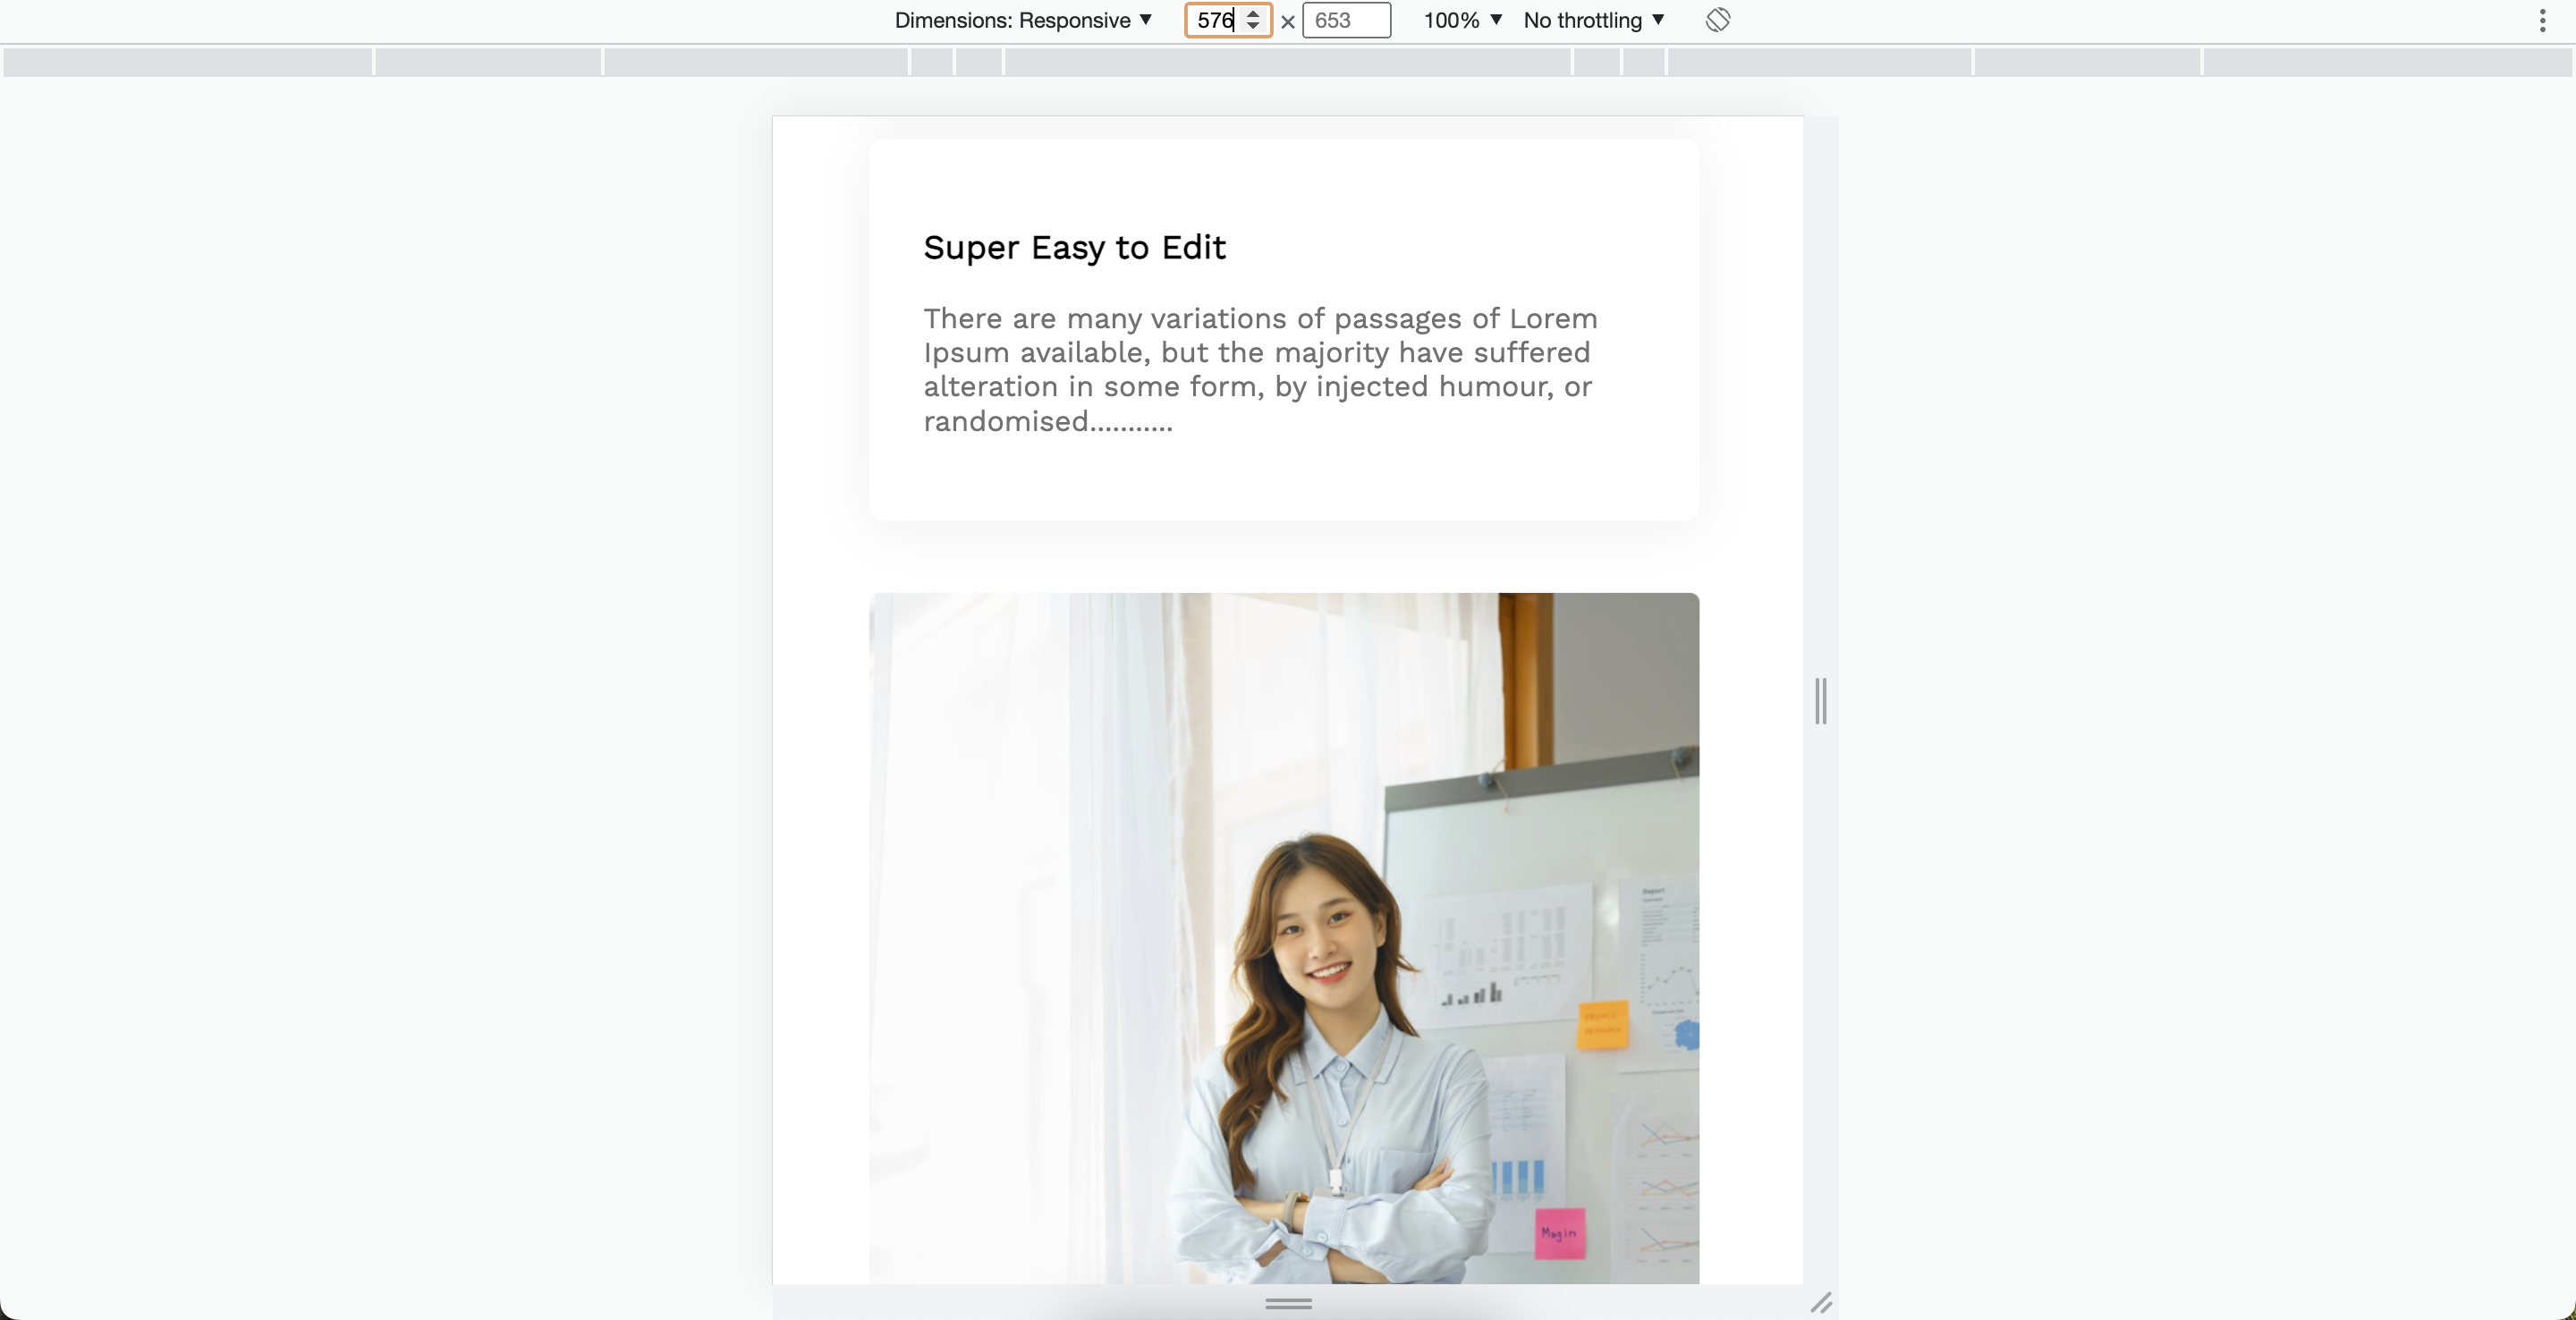 Dimensions: Responsive
576 × 653
100%
No throttling
Super Easy to Edit
There are many variations of passages of Lorem
Ipsum available, but the majority have suffered
alteration in some form, by injected humour, or
randomised...........
Report
Margin